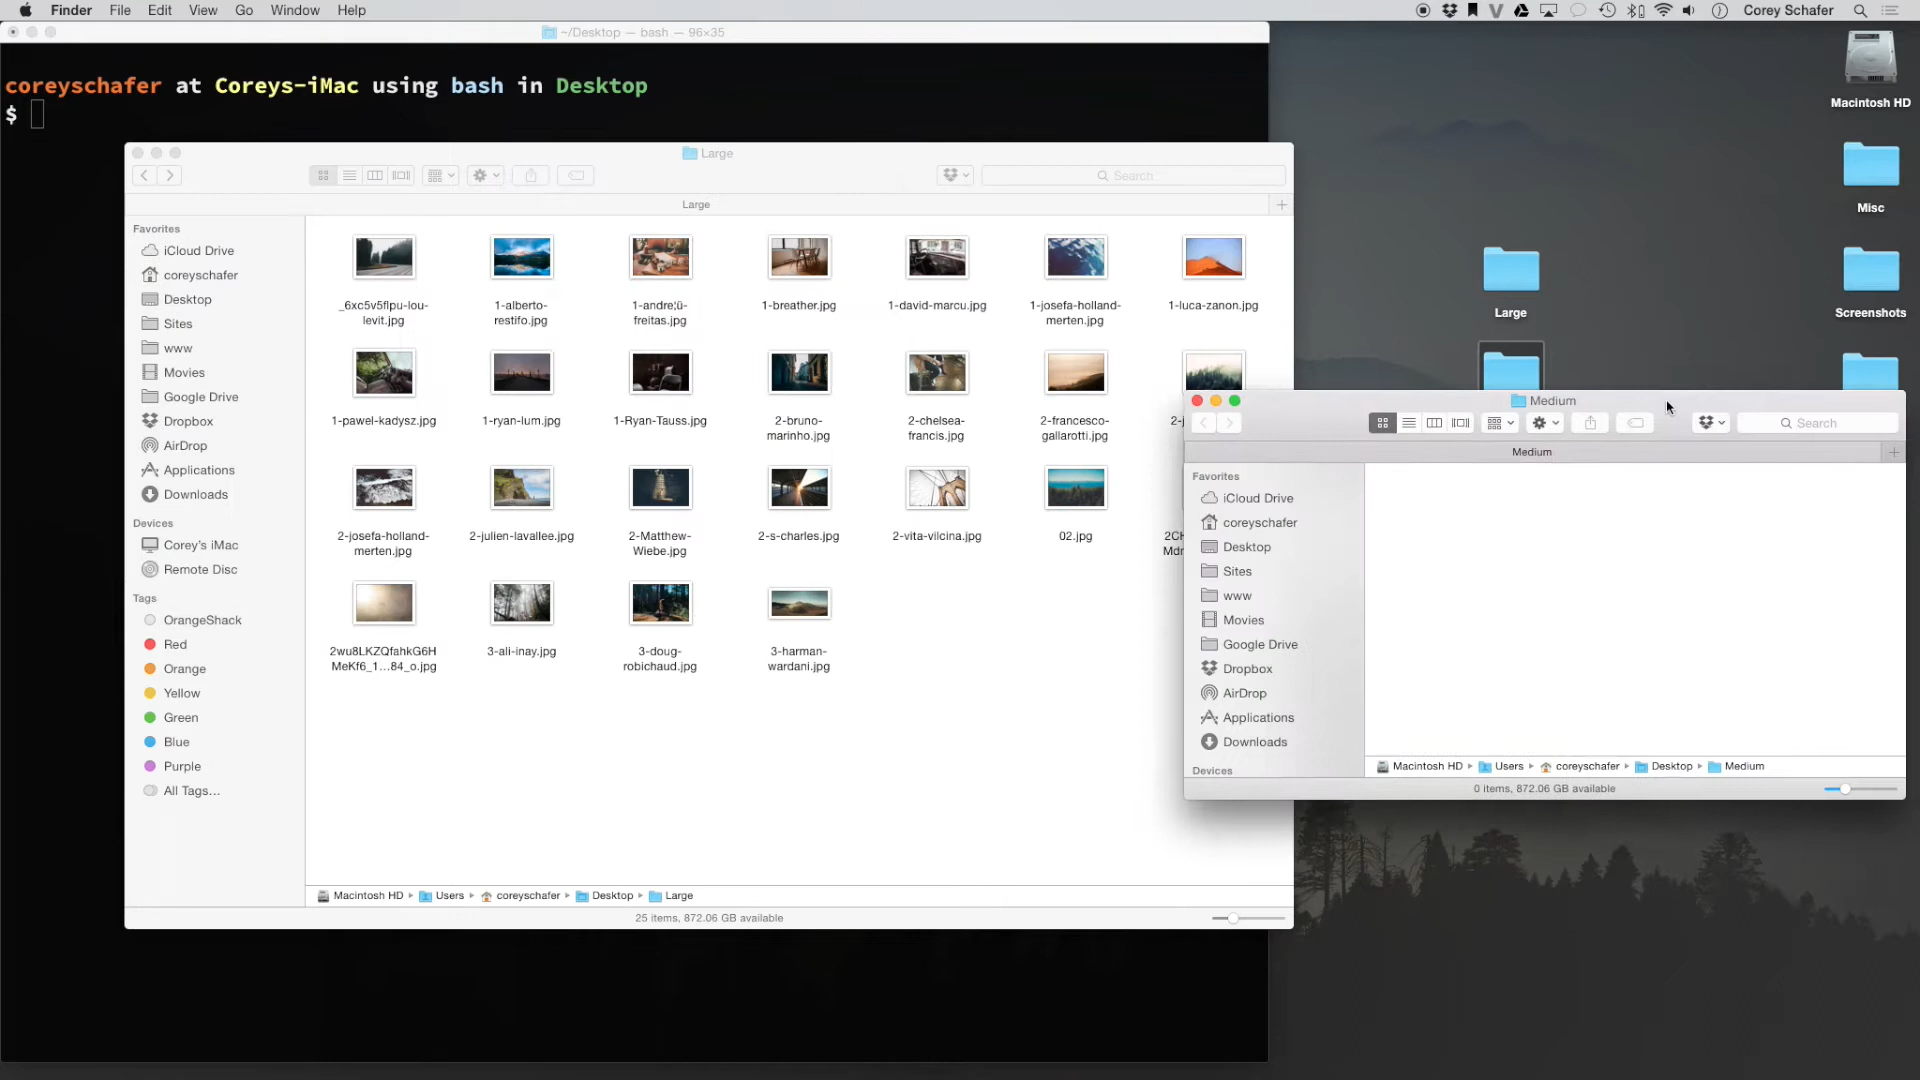 Finder File Edit View Go Window Help
Corey Schafer
~/Desktop — bash — 96×35
coreyschafer at Coreys-iMac using bash in Desktop
$
Macintosh HD
Misc
Large
Screenshots
Large
Search
Large
Favorites
iCloud Drive
coreyschafer
Desktop
Sites
www
Movies
Google Drive
Dropbox
AirDrop
Applications
Downloads
Devices
Corey's iMac
Remote Disc
Tags
OrangeShack
Red
Orange
Yellow
Green
Blue
Purple
All Tags...
_6xc5v5flpu-lou-
levit.jpg
1-alberto-
restifo.jpg
1-andre¦ü-
freitas.jpg
1-breather.jpg
1-david-marcu.jpg
1-josefa-holland-
merten.jpg
1-luca-zanon.jpg
1-pawel-kadysz.jpg
1-ryan-lum.jpg
1-Ryan-Tauss.jpg
2-bruno-
marinho.jpg
2-chelsea-
francis.jpg
2-francesco-
gallarotti.jpg
2-josefa-holland-
merten.jpg
2-julien-lavallee.jpg
2-Matthew-
Wiebe.jpg
2-s-charles.jpg
2-vita-vilcina.jpg
02.jpg
2wu8LKZQfahkG6H
MeKf6_1...84_o.jpg
3-ali-inay.jpg
3-doug-
robichaud.jpg
3-harman-
wardani.jpg
Macintosh HD Users coreyschafer Desktop Large
25 items, 872.06 GB available
Medium
Search
Medium
Favorites
iCloud Drive
coreyschafer
Desktop
Sites
www
Movies
Google Drive
Dropbox
AirDrop
Applications
Downloads
Devices
Macintosh HD Users coreyschafer Desktop Medium
0 items, 872.06 GB available